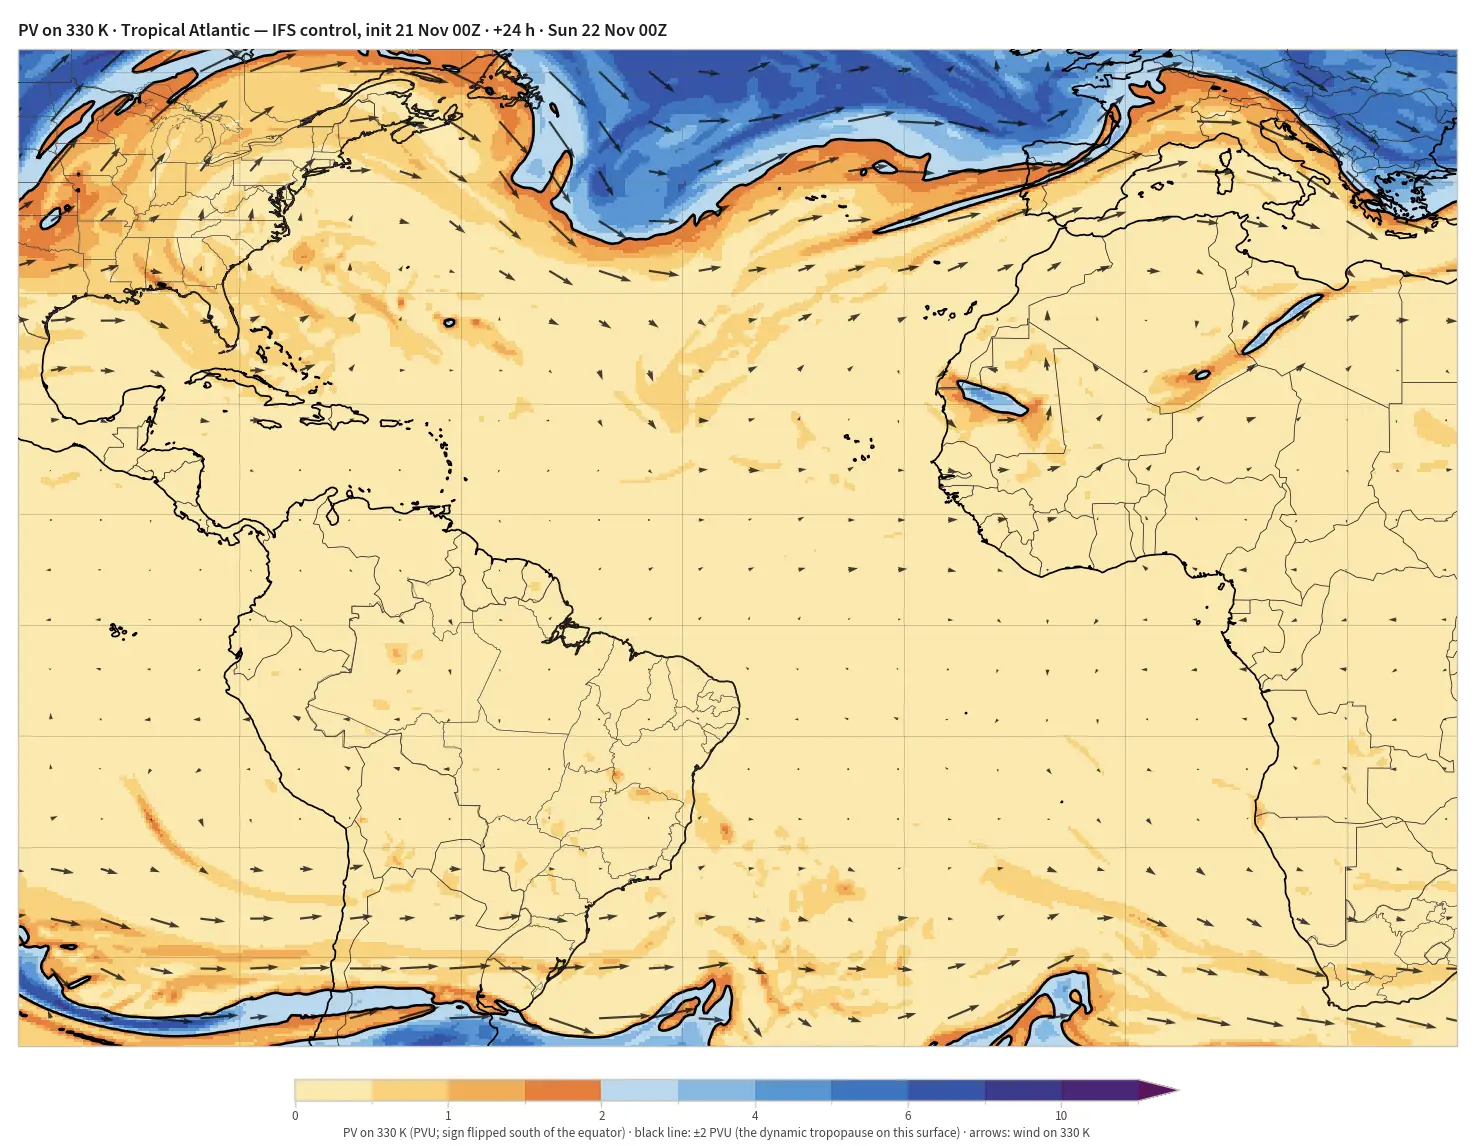 PV on 330 K · Tropical Atlantic — IFS control, init 21 Nov 00Z · +24 h · Sun 22 Nov 00Z
0 1 2 4 6 10
PV on 330 K (PVU; sign flipped south of the equator) · black line: ±2 PVU (the dynamic tropopause on this surface) · arrows: wind on 330 K